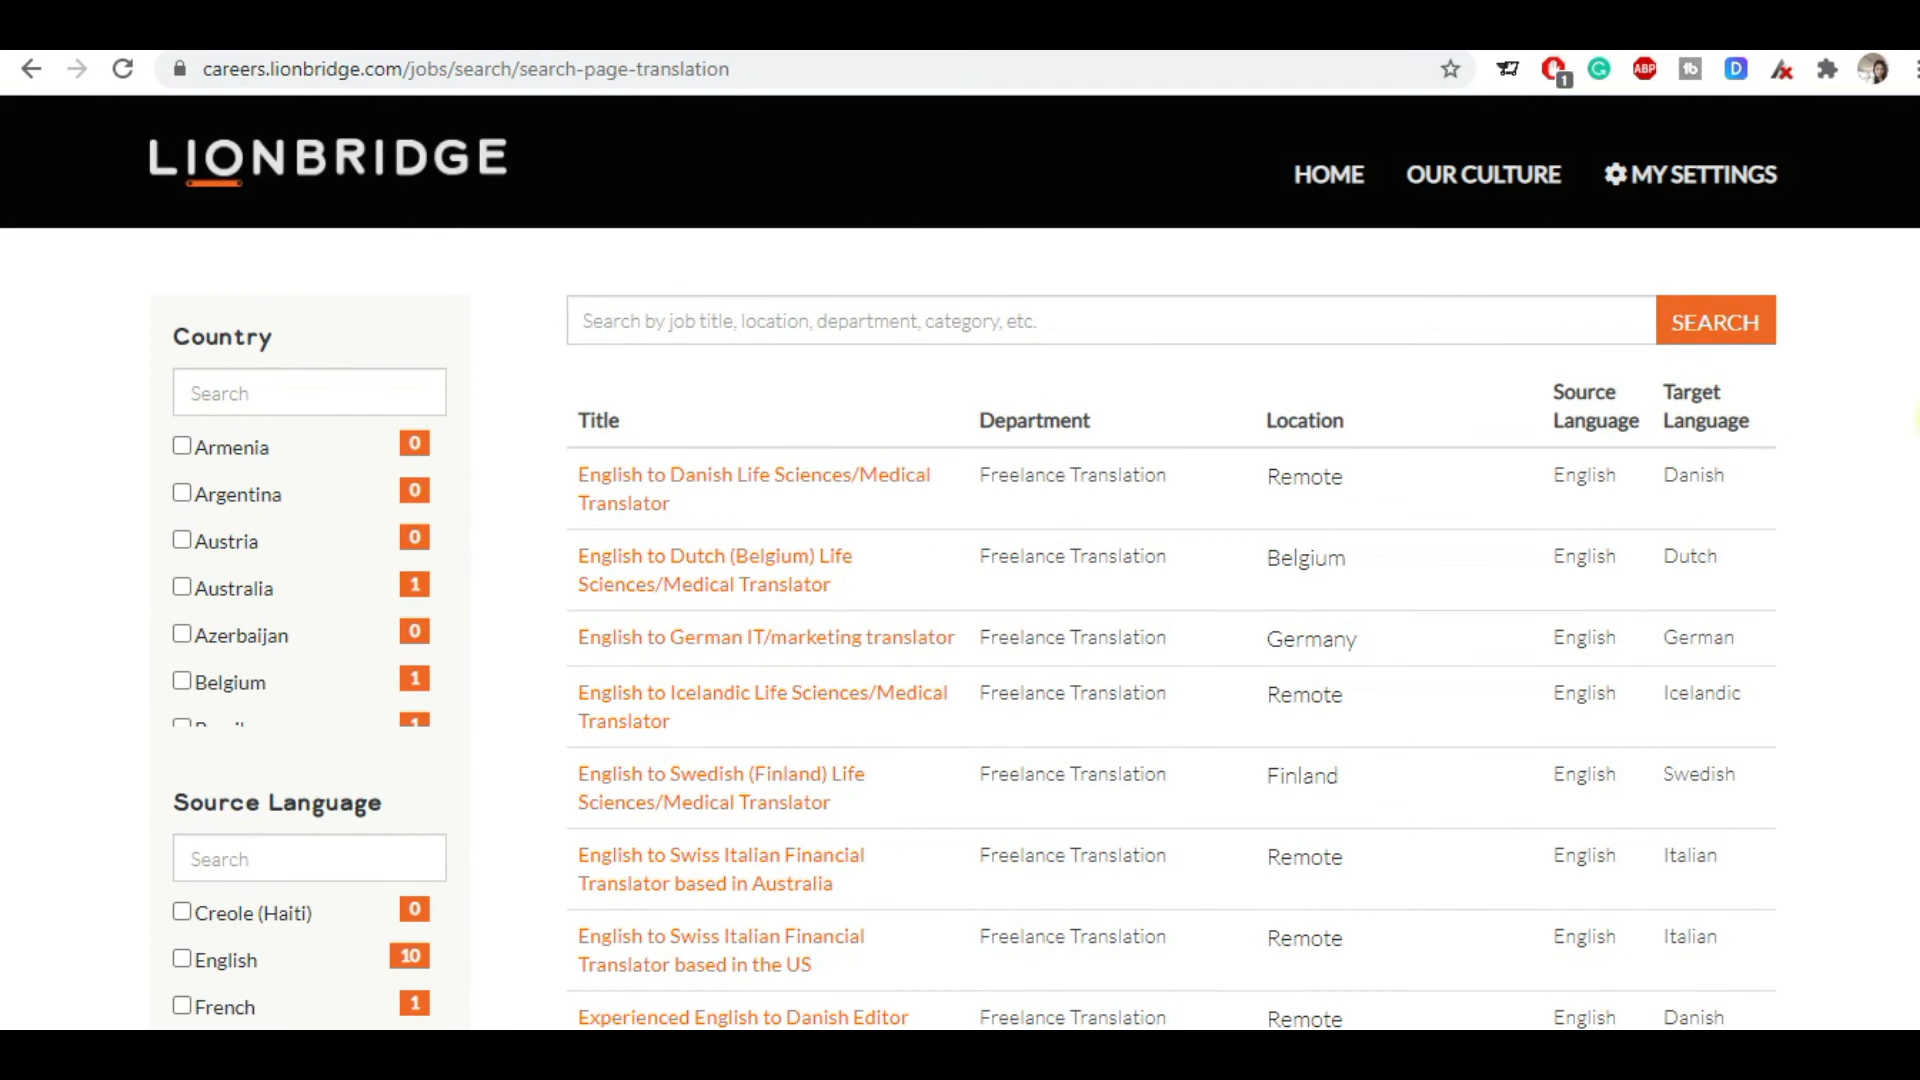 careers.lionbridge.com/jobs/search/search-page-translation
1
ABP
LIONBRIDGE
HOME OUR CULTURE MY SETTINGS
Country
Search
Armenia 0
Argentina 0
Austria 0
Australia 1
Azerbaijan 0
Belgium 1
1
Source Language
Search
Creole (Haiti) 0
English 10
French 1
Search by job title, location, department, category, etc. SEARCH
Title Department Location Source Language Target Language
English to Danish Life Sciences/Medical Freelance Translation Remote English Danish
Translator
English to Dutch (Belgium) Life Freelance Translation Belgium English Dutch
Sciences/Medical Translator
English to German IT/marketing translator Freelance Translation Germany English German
English to Icelandic Life Sciences/Medical Freelance Translation Remote English Icelandic
Translator
English to Swedish (Finland) Life Freelance Translation Finland English Swedish
Sciences/Medical Translator
English to Swiss Italian Financial Freelance Translation Remote English Italian
Translator based in Australia
English to Swiss Italian Financial Freelance Translation Remote English Italian
Translator based in the US
Experienced English to Danish Editor Freelance Translation Remote English Danish